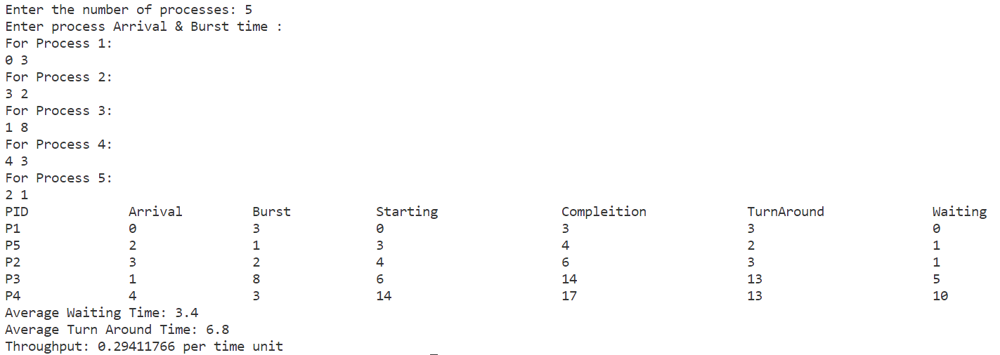 Enter the number of processes: 5
Enter process Arrival & Burst time :
For Process 1:
0 3
For Process 2:
3 2
For Process 3:
1 8
For Process 4:
4 3
For Process 5:
2 1
PID Arrival Burst Starting Compleition TurnAround Waiting
P1 0 3 0 3 3 0
P5 2 1 3 4 2 1
P2 3 2 4 6 3 1
P3 1 8 6 14 13 5
P4 4 3 14 17 13 10
Average Waiting Time: 3.4
Average Turn Around Time: 6.8
Throughput: 0.29411766 per time unit